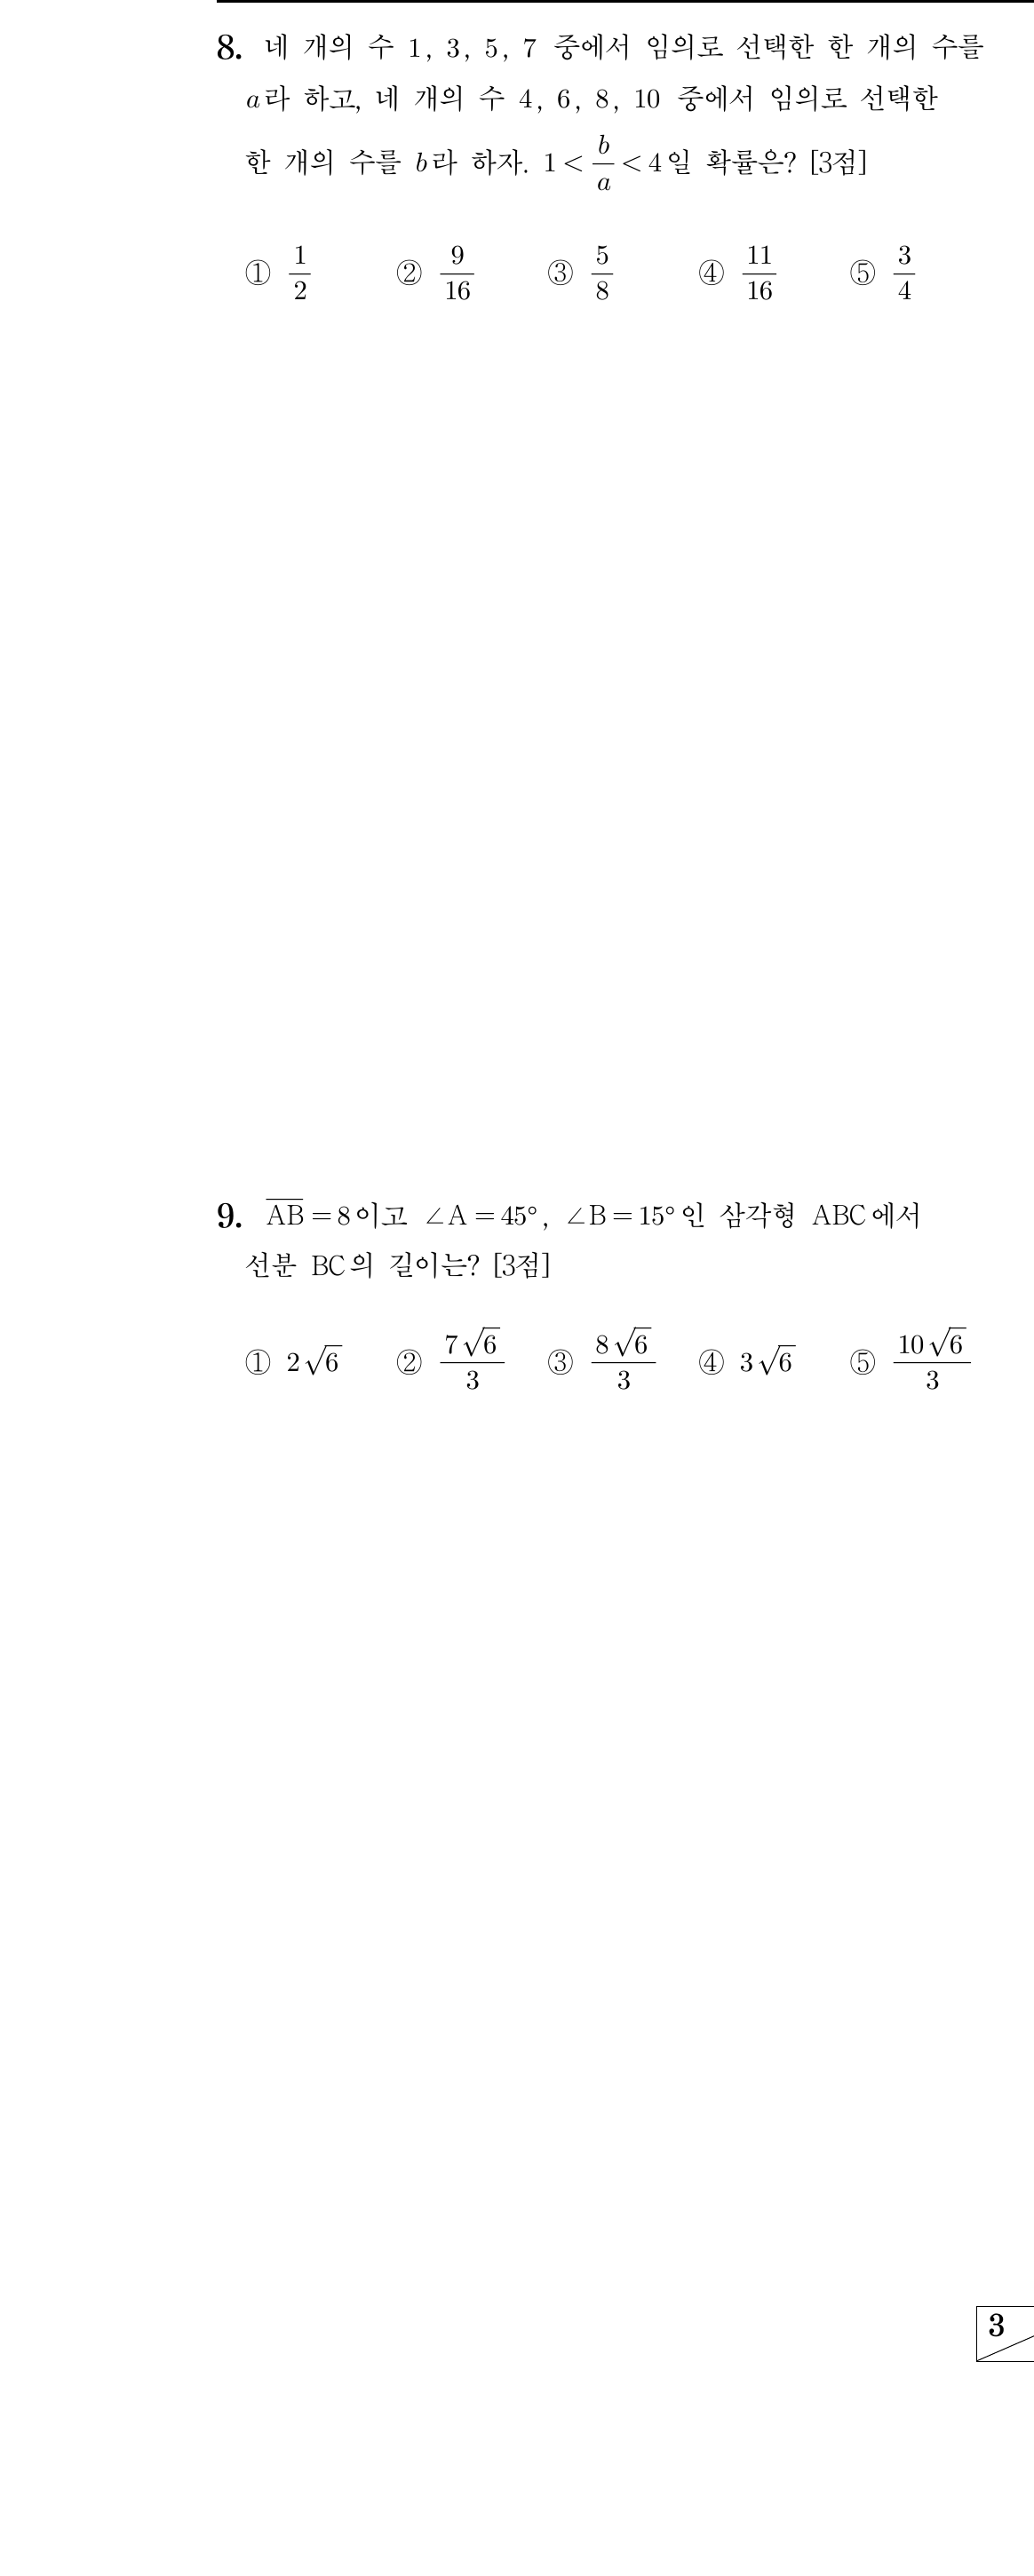 8. 네 개의 수 1, 3, 5, 7 중에서 임의로 선택한 한 개의 수를
a라 하고, 네 개의 수 4, 6, 8, 10 중에서 임의로 선택한
한 개의 수를 b라 하자. 1 < b/a < 4일 확률은? [3점]
① 1/2 ② 9/16 ③ 5/8 ④ 11/16 ⑤ 3/4
9. \overline{AB} = 8이고 ∠A = 45°, ∠B = 15°인 삼각형 ABC에서
선분 BC의 길이는? [3점]
① 2√6 ② 7√6/3 ③ 8√6/3 ④ 3√6 ⑤ 10√6/3
3